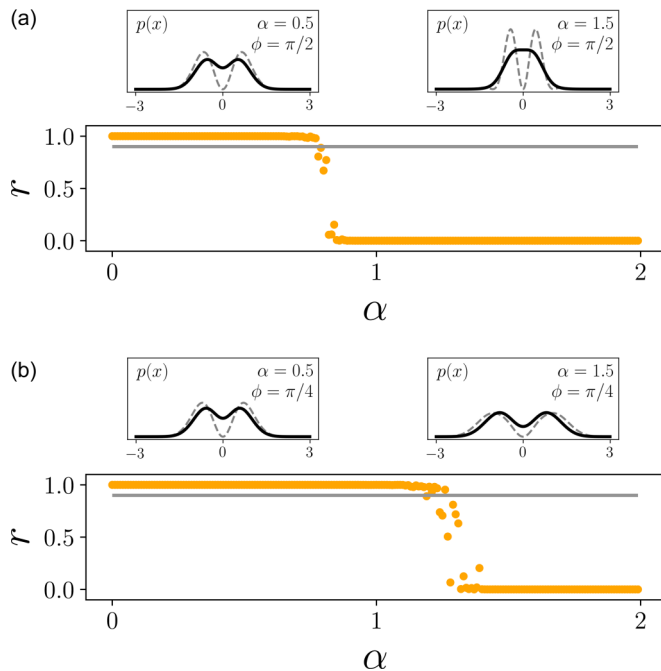 (a)
p(x) α = 0.5 p(x) α = 1.5
ϕ = π/2 ϕ = π/2
−3 0 3 −3 0 3
1.0
0.5
0.0
r
0 1 2
α
(b)
p(x) α = 0.5 p(x) α = 1.5
ϕ = π/4 ϕ = π/4
−3 0 3 −3 0 3
1.0
0.5
0.0
r
0 1 2
α